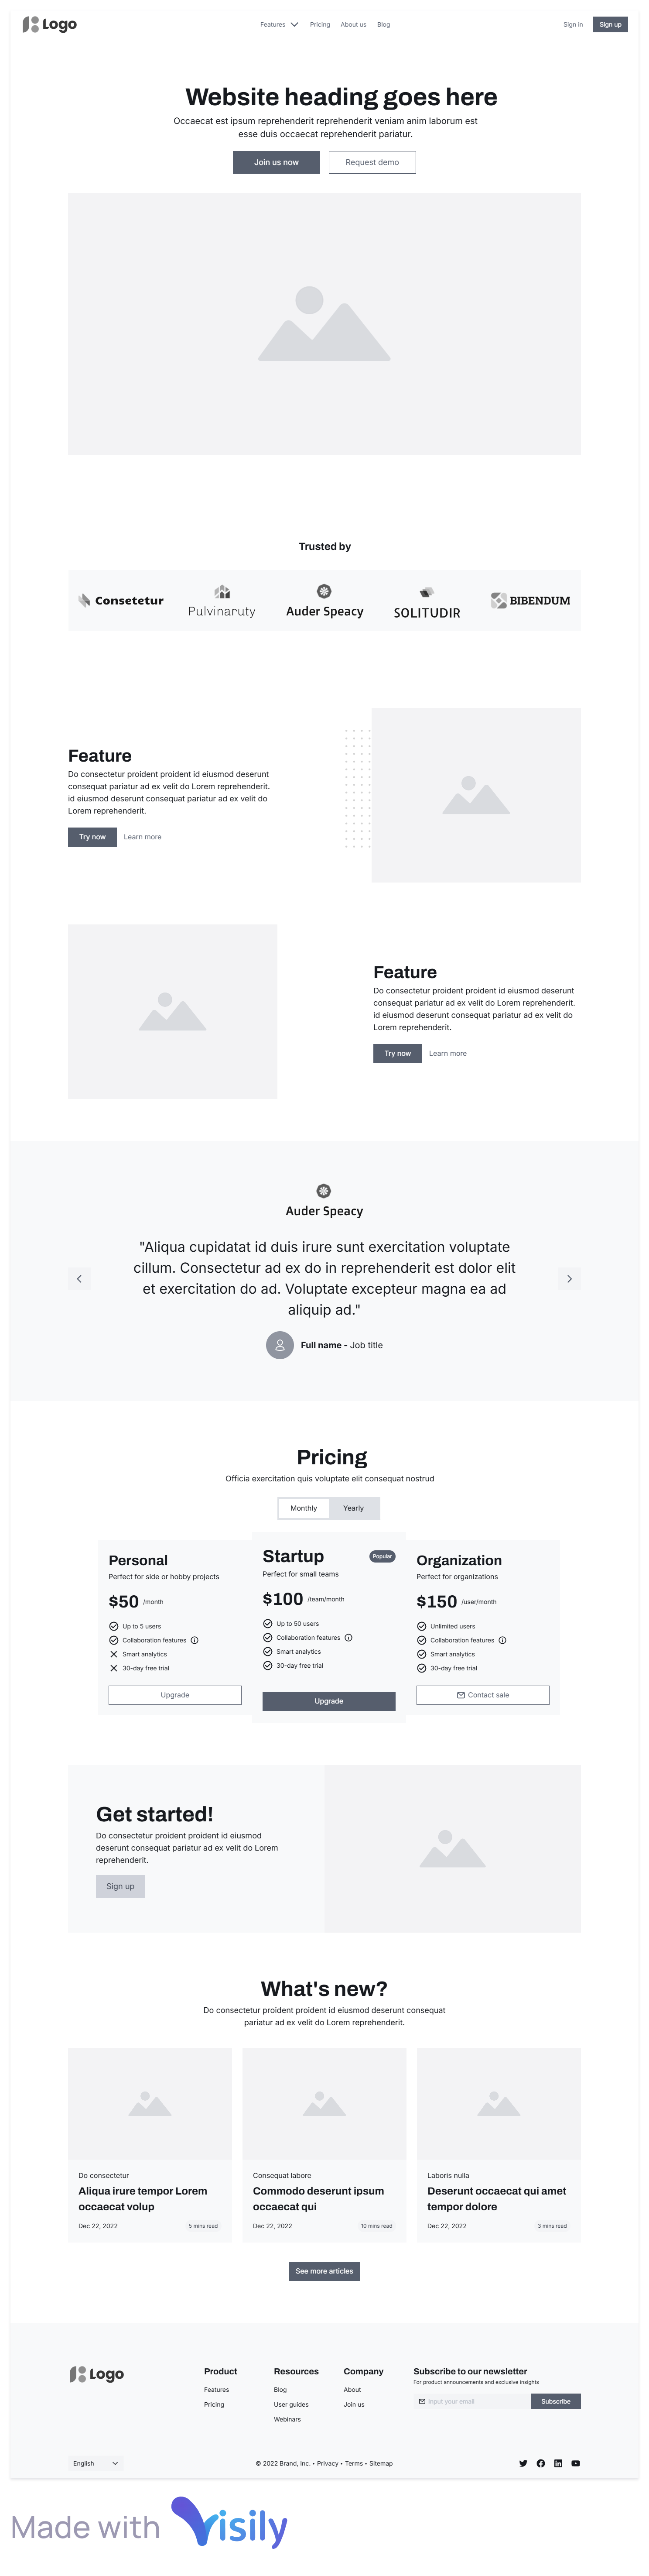 Logo
Features
Pricing
About us
Blog
Sign in
Sign up
Website heading goes here
Occaecat est ipsum reprehenderit reprehenderit veniam anim laborum est
esse duis occaecat reprehenderit pariatur.
Join us now
Request demo
Trusted by
Consetetur
Pulvinaruty
Auder Speacy
SOLITUDIR
BIBENDUM
Feature
Do consectetur proident proident id eiusmod deserunt
consequat pariatur ad ex velit do Lorem reprehenderit.
id eiusmod deserunt consequat pariatur ad ex velit do
Lorem reprehenderit.
Try now
Learn more
Feature
Do consectetur proident proident id eiusmod deserunt
consequat pariatur ad ex velit do Lorem reprehenderit.
id eiusmod deserunt consequat pariatur ad ex velit do
Lorem reprehenderit.
Try now
Learn more
Auder Speacy
"Aliqua cupidatat id duis irure sunt exercitation voluptate
cillum. Consectetur ad ex do in reprehenderit est dolor elit
et exercitation do ad. Voluptate excepteur magna ea ad
aliquip ad."
Full name - Job title
Pricing
Officia exercitation quis voluptate elit consequat nostrud
Monthly
Yearly
Personal
Perfect for side or hobby projects
$50 /month
Up to 5 users
Collaboration features
Smart analytics
30-day free trial
Upgrade
Startup
Popular
Perfect for small teams
$100 /team/month
Up to 50 users
Collaboration features
Smart analytics
30-day free trial
Upgrade
Organization
Perfect for organizations
$150 /user/month
Unlimited users
Collaboration features
Smart analytics
30-day free trial
Contact sale
Get started!
Do consectetur proident proident id eiusmod
deserunt consequat pariatur ad ex velit do Lorem
reprehenderit.
Sign up
What's new?
Do consectetur proident proident id eiusmod deserunt consequat
pariatur ad ex velit do Lorem reprehenderit.
Do consectetur
Aliqua irure tempor Lorem
occaecat volup
Dec 22, 2022
5 mins read
Consequat labore
Commodo deserunt ipsum
occaecat qui
Dec 22, 2022
10 mins read
Laboris nulla
Deserunt occaecat qui amet
tempor dolore
Dec 22, 2022
3 mins read
See more articles
Logo
Product
Features
Pricing
Resources
Blog
User guides
Webinars
Company
About
Join us
Subscribe to our newsletter
For product announcements and exclusive insights
Input your email
Subscribe
English
© 2022 Brand, Inc. • Privacy • Terms • Sitemap
Made with Visily